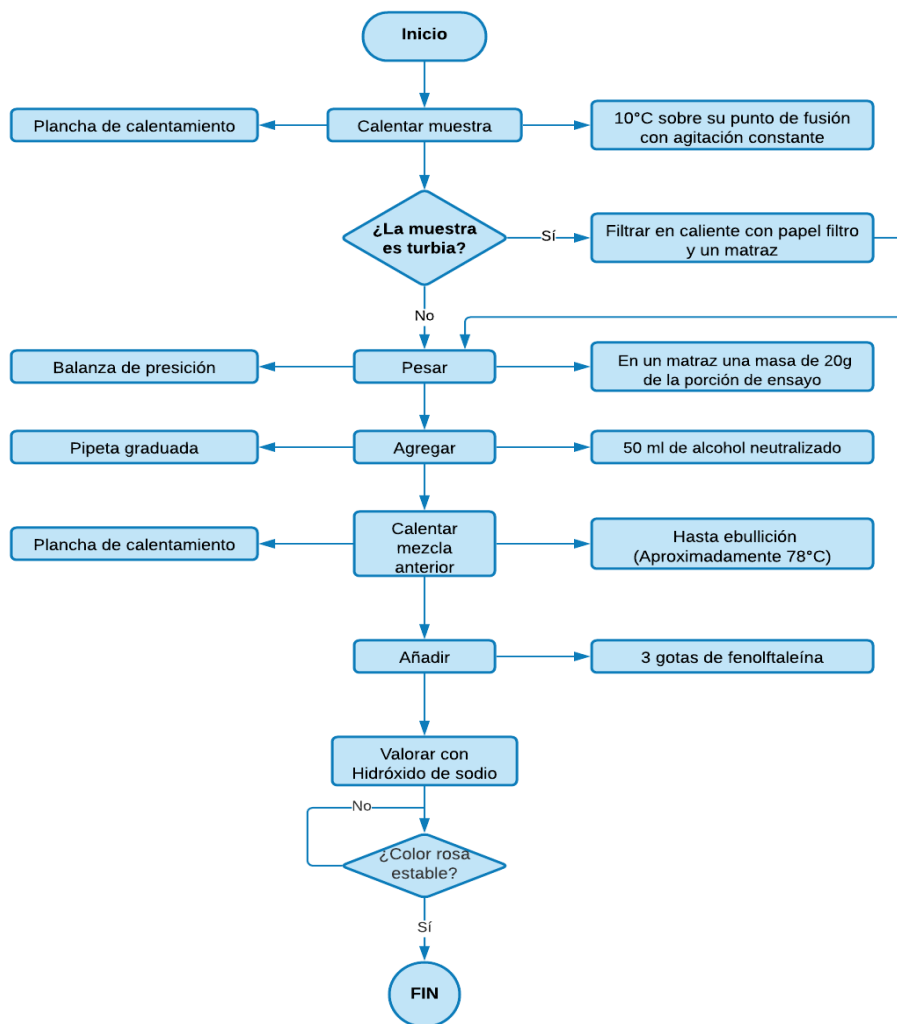 Inicio
Plancha de calentamiento
Calentar muestra
10°C sobre su punto de fusión
con agitación constante
¿La muestra
es turbia?
Sí
Filtrar en caliente con papel filtro
y un matraz
No
Balanza de presición
Pesar
En un matraz una masa de 20g
de la porción de ensayo
Pipeta graduada
Agregar
50 ml de alcohol neutralizado
Plancha de calentamiento
Calentar
mezcla
anterior
Hasta ebullición
(Aproximadamente 78°C)
Añadir
3 gotas de fenolftaleína
Valorar con
Hidróxido de sodio
No
¿Color rosa
estable?
Sí
FIN